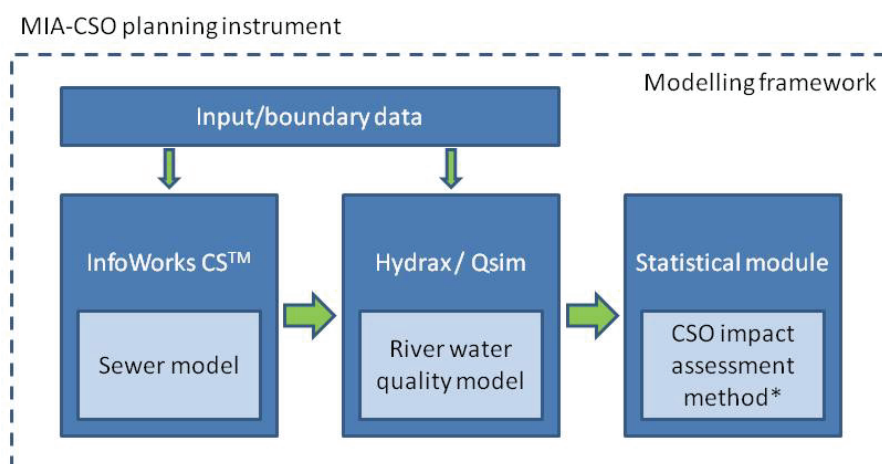 MIA-CSO planning instrument
Modelling framework
Input/boundary data
InfoWorks CS™
Hydrax / Qsim
Statistical module
Sewer model
River water
quality model
CSO impact
assessment
method*